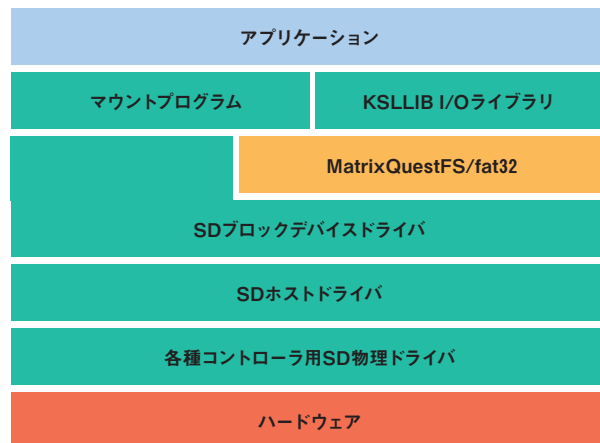 アプリケーション
マウントプログラム
KSLLIB I/Oライブラリ
MatrixQuestFS/fat32
SDブロックデバイスドライバ
SDホストドライバ
各種コントローラ用SD物理ドライバ
ハードウェア